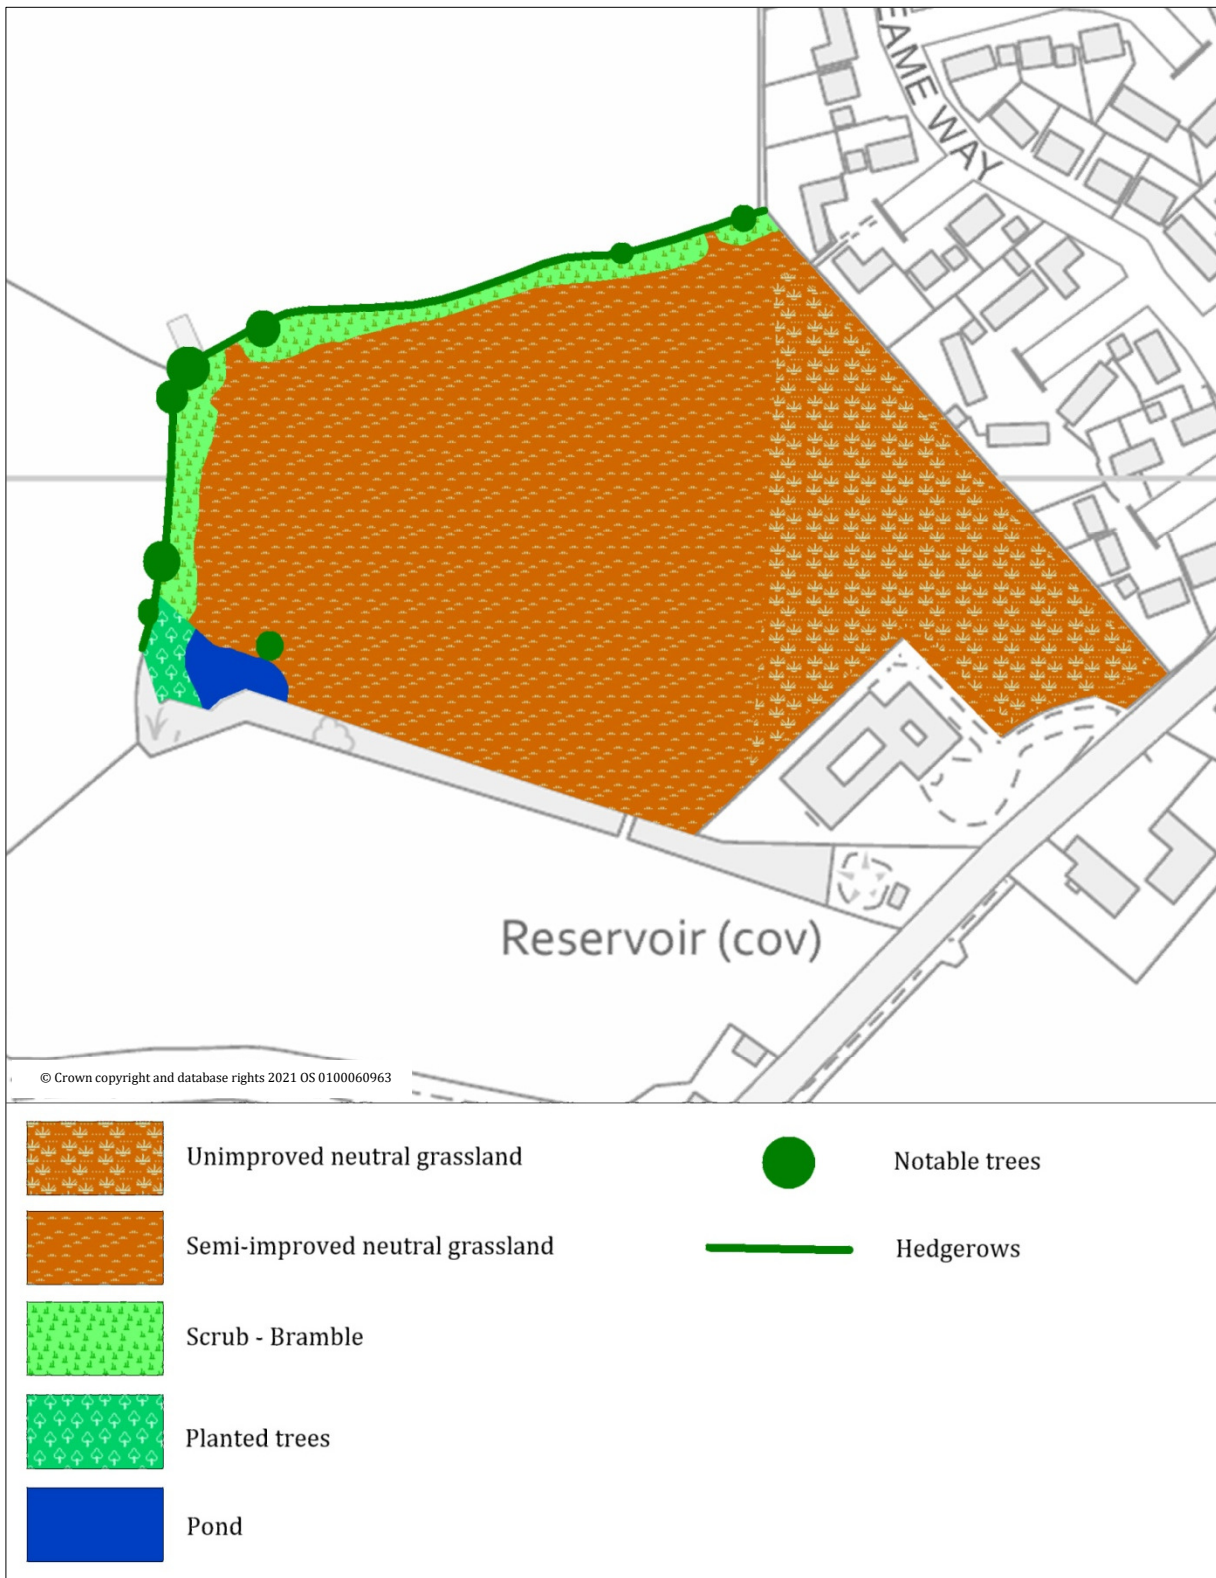 EAME WAY
Reservoir (cov)
© Crown copyright and database rights 2021 OS 0100060963
Unimproved neutral grassland
Notable trees
Semi-improved neutral grassland
Hedgerows
Scrub - Bramble
Planted trees
Pond